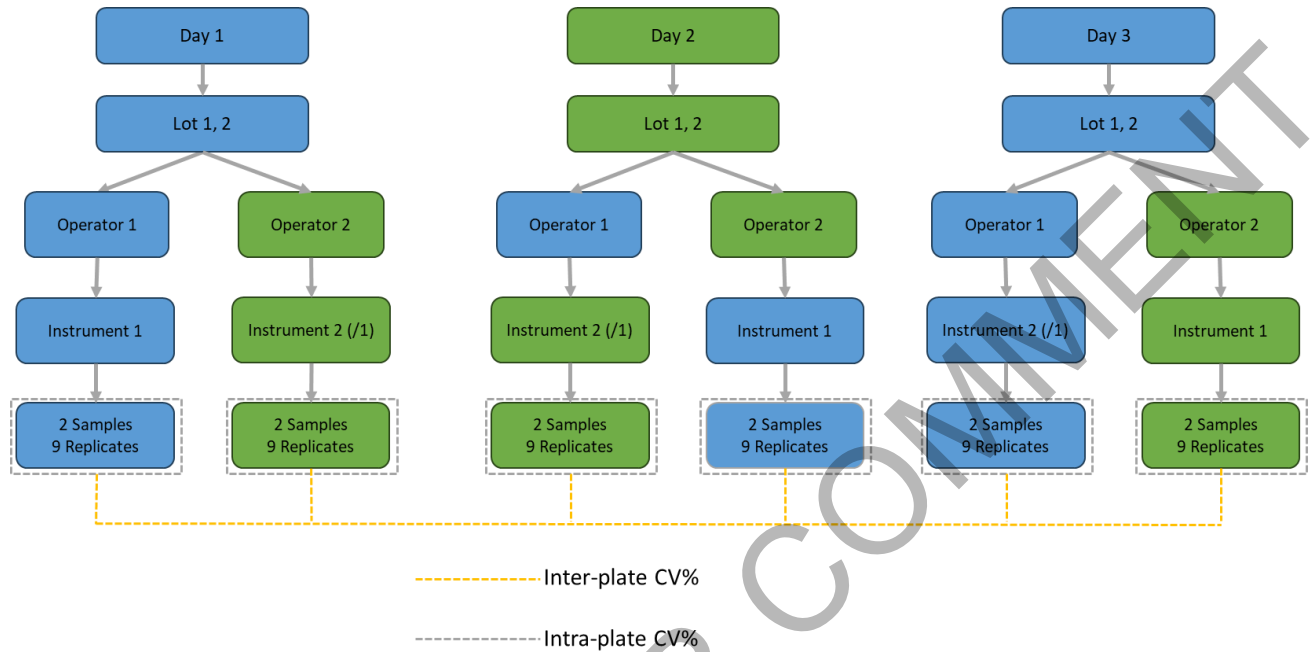 Day 1
Day 2
Day 3
Lot 1, 2
Lot 1, 2
Lot 1, 2
Operator 1
Operator 2
Operator 1
Operator 2
Operator 1
Operator 2
Instrument 1
Instrument 2 (/1)
Instrument 2 (/1)
Instrument 1
Instrument 2 (/1)
Instrument 1
2 Samples
9 Replicates
2 Samples
9 Replicates
2 Samples
9 Replicates
2 Samples
9 Replicates
2 Samples
9 Replicates
2 Samples
9 Replicates
Inter-plate CV%
Intra-plate CV%
COMMENT